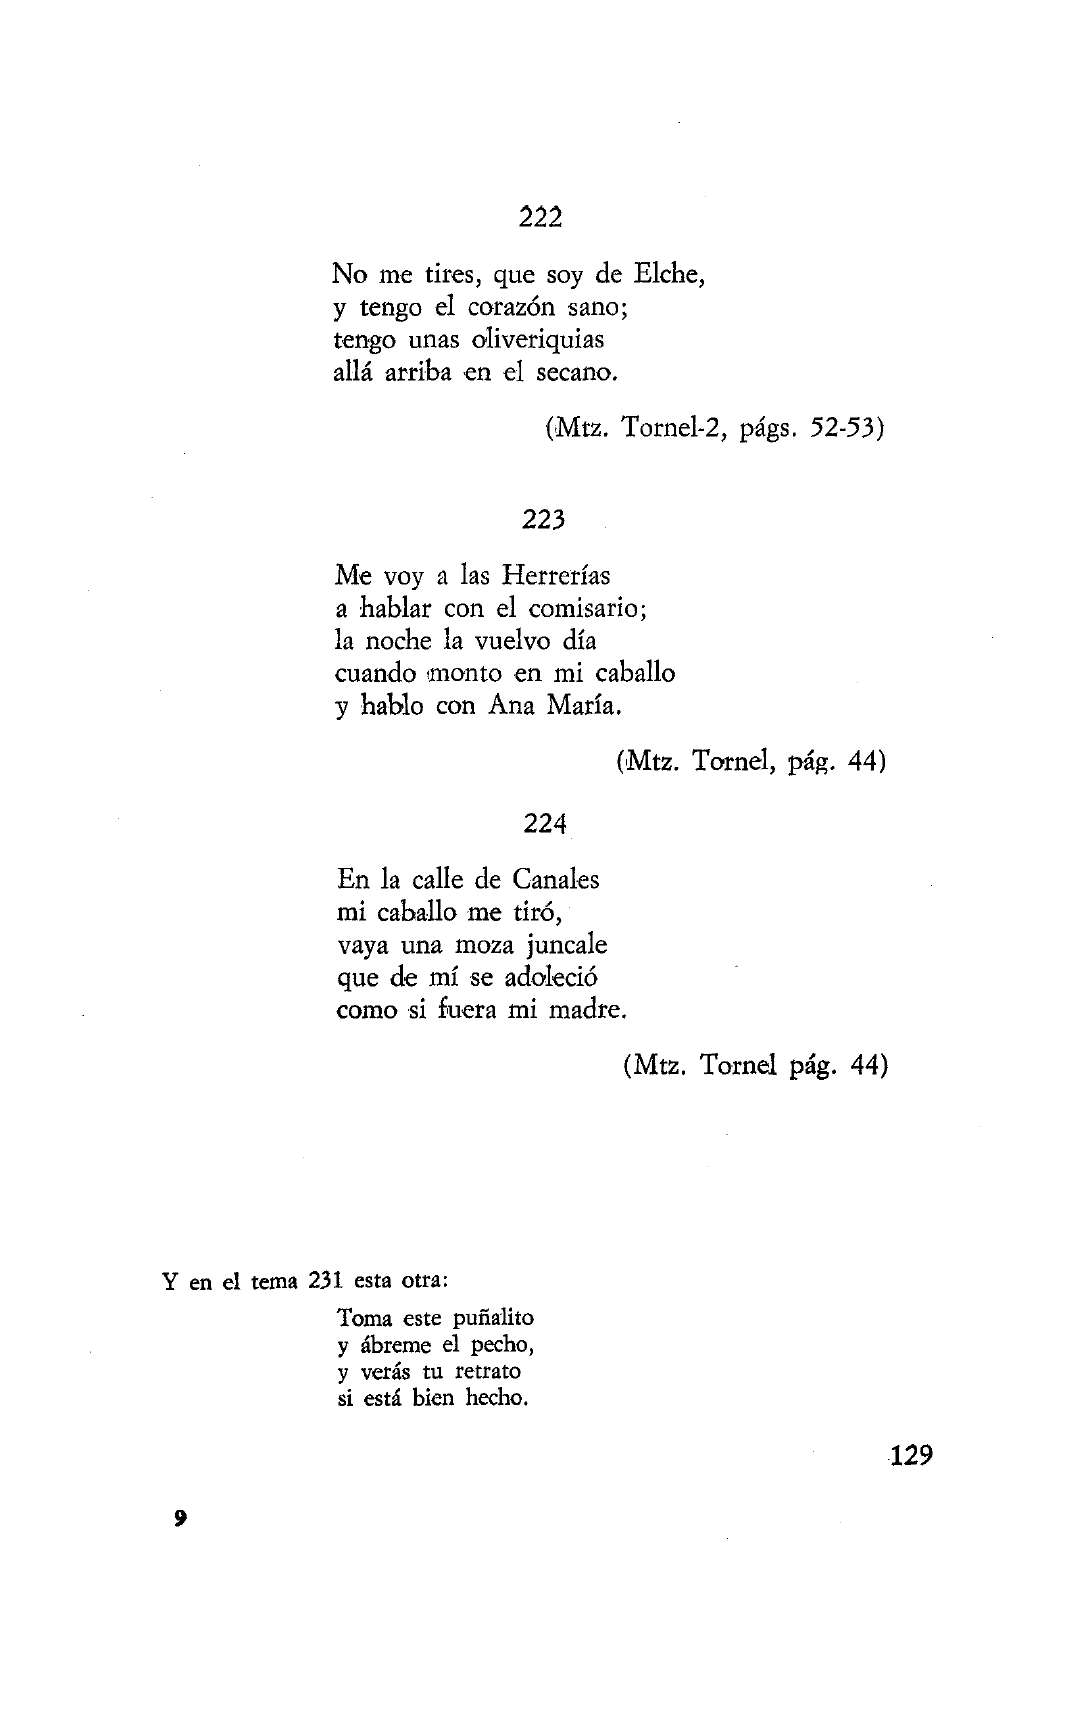 222
No me tires, que soy de Elche,
y tengo el corazón sano;
tengo unas oliveriquias
allá arriba en el secano.
(Mtz. Tornel-2, págs. 52-53)
223
Me voy a las Herrerías
a hablar con el comisario;
la noche la vuelvo día
cuando monto en mi caballo
y hablo con Ana María.
(Mtz. Tornel, pág. 44)
224
En la calle de Canales
mi caballo me tiró,
vaya una moza juncale
que de mí se adoleció
como si fuera mi madre.
(Mtz. Tornel pág. 44)
Y en el tema 231 esta otra:
Toma este puñalito
y ábreme el pecho,
y verás tu retrato
si está bien hecho.
129
9